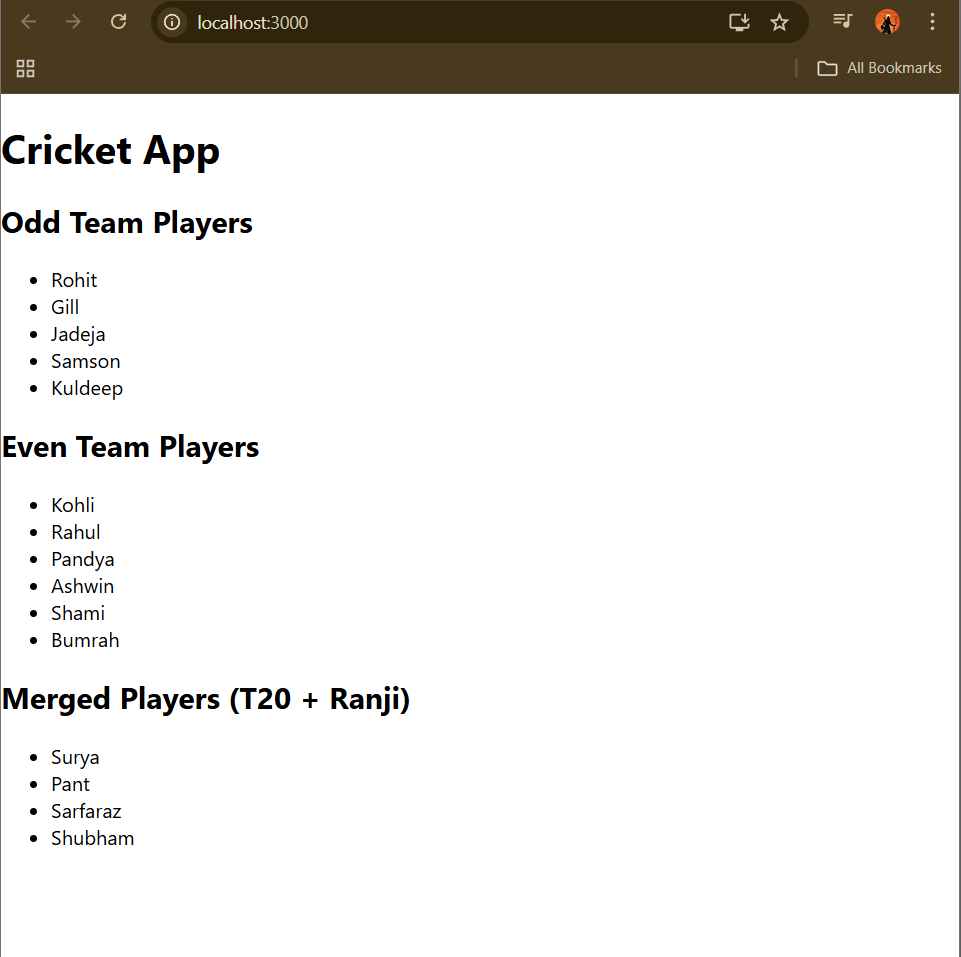 localhost:3000
All Bookmarks
Cricket App
Odd Team Players
Rohit
Gill
Jadeja
Samson
Kuldeep
Even Team Players
Kohli
Rahul
Pandya
Ashwin
Shami
Bumrah
Merged Players (T20 + Ranji)
Surya
Pant
Sarfaraz
Shubham